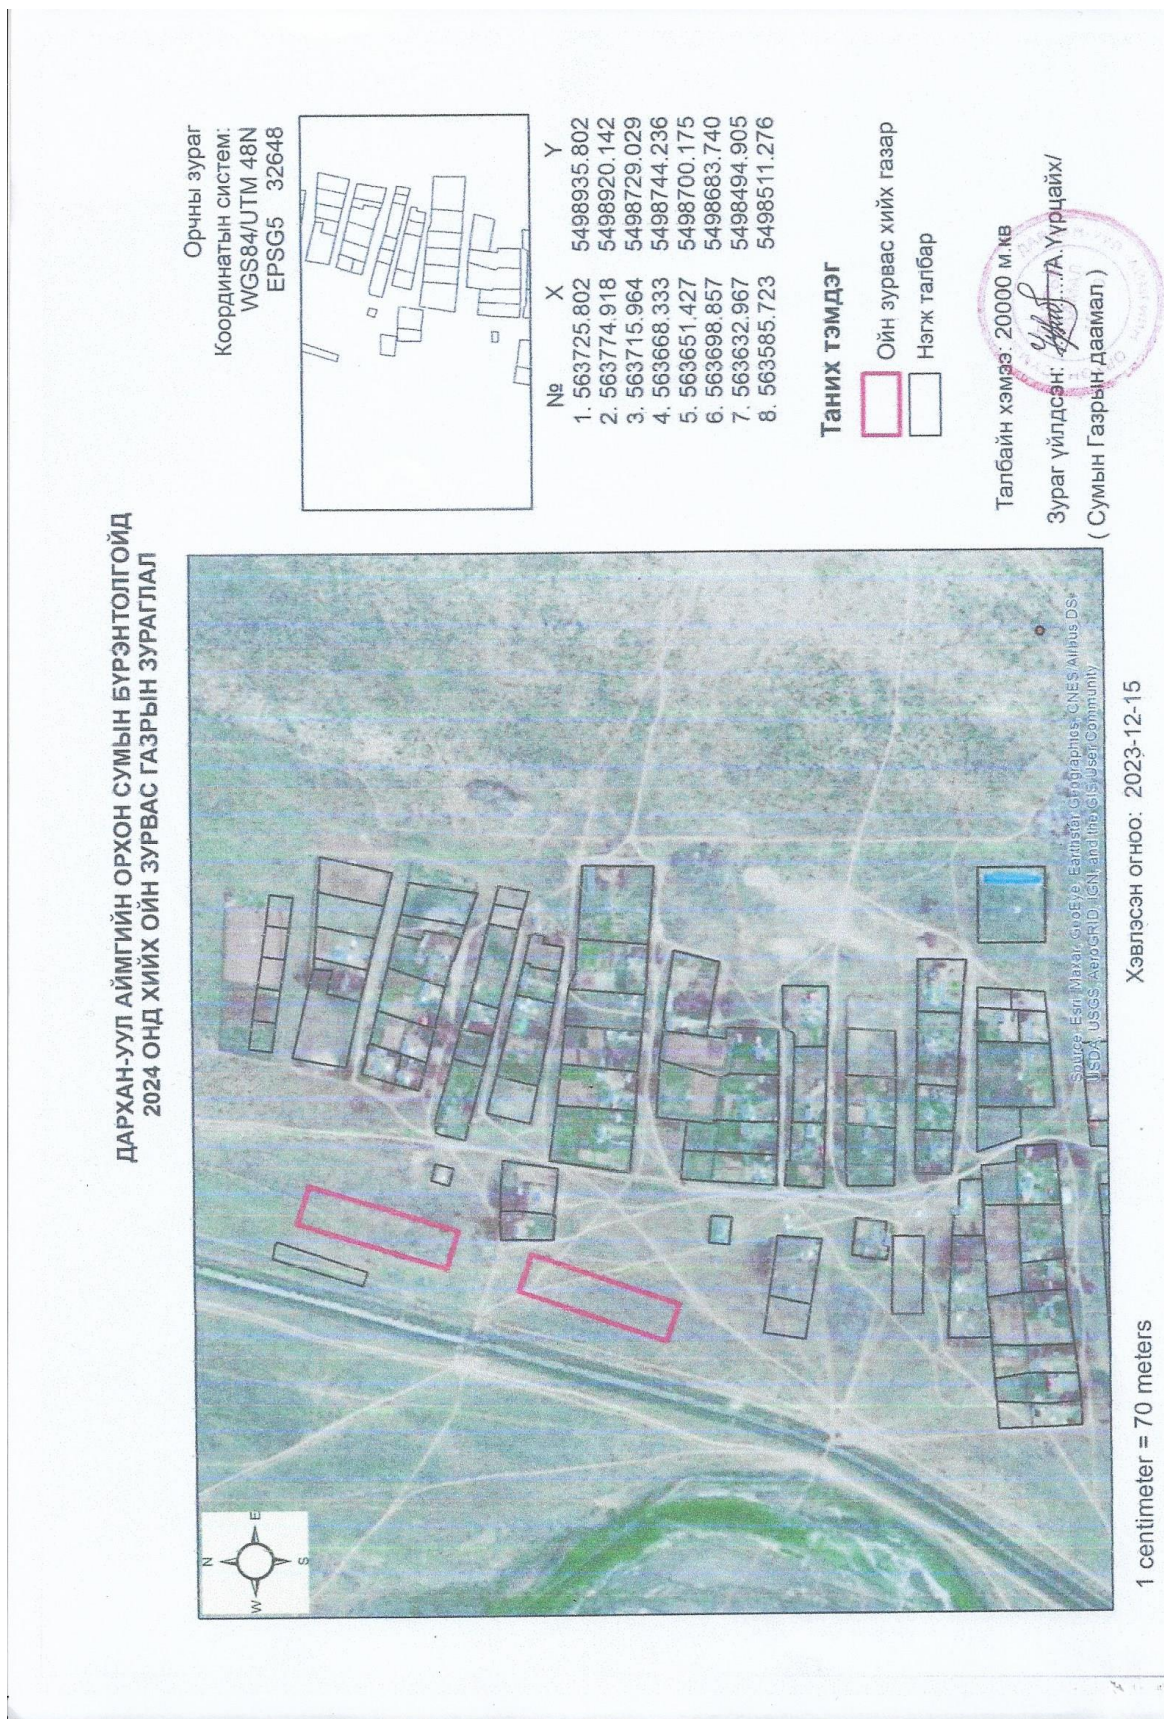 ДАРХАН-УУЛ АЙМГИЙН ОРХОН СУМЫН БҮРЭНТОЛГОЙД
2024 ОНД ХИЙХ ОЙН ЗУРВАС ГАЗРЫН ЗУРАГЛАЛ
N
W
E
S
Орчны зураг
Координатын систем:
WGS84/UTM 48N
EPSG5 32648
№ X Y
1. 563725.802 5498935.802
2. 563774.918 5498920.142
3. 563715.964 5498729.029
4. 563668.333 5498744.236
5. 563651.427 5498700.175
6. 563698.857 5498683.740
7. 563632.967 5498494.905
8. 563585.723 5498511.276
Таних тэмдэг
Ойн зурвас хийх газар
Нэгж талбар
Талбайн хэмжээ: 20000 м.кв
Зураг үйлдсэн: /А.Үүрцайх/
( Сумын Газрын даамал )
Source: Esri, Maxar, GeoEye, Earthstar Geographics, CNES/Airbus DS,
USDA, USGS, AeroGRID, IGN, and the GIS User Community
1 centimeter = 70 meters
Хэвлэсэн огноо: 2023-12-15